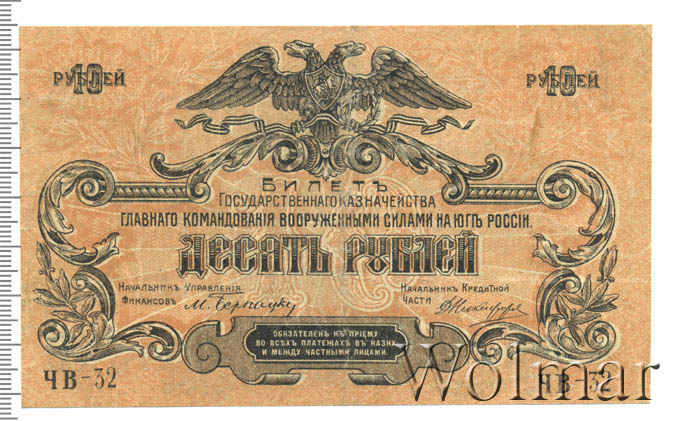 10 РУБЛЕЙ
10 РУБЛЕЙ
БИЛЕТЪ
ГОСУДАРСТВЕННАГО КАЗНАЧЕЙСТВА
ГЛАВНАГО КОМАНДОВАНІЯ ВООРУЖЕННЫМИ СИЛАМИ НА ЮГѢ РОССІИ.
ДЕСЯТЬ РУБЛЕЙ
НАЧАЛЬНИКЪ УПРАВЛЕНІЯ
ФИНАНСОВЪ М. Бернацкий
НАЧАЛЬНИКЪ КРЕДИТНОЙ
ЧАСТИ
ОБЯЗАТЕЛЕНЪ КЪ ПРІЕМУ
ВО ВСѢХЪ ПЛАТЕЖАХЪ ВЪ КАЗНУ
И МЕЖДУ ЧАСТНЫМИ ЛИЦАМИ.
ЧВ-32
ЧВ-32
Wolmar